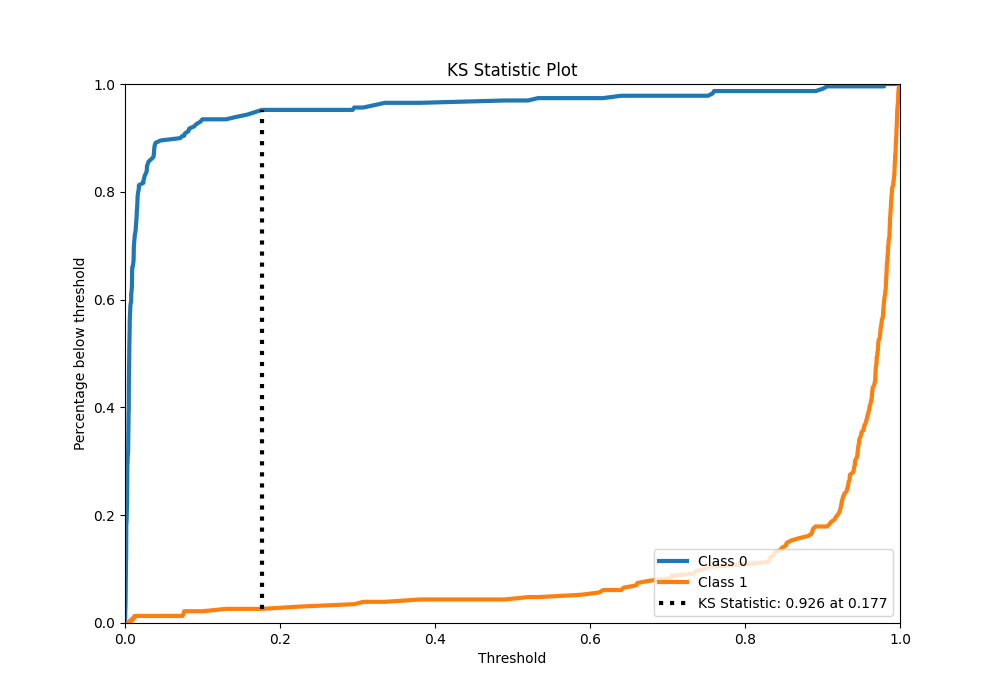 KS Statistic Plot
Percentage below threshold
1.0
0.8
0.6
0.4
0.2
0.0
0.0 0.2 0.4 0.6 0.8 1.0
Threshold
Class 0
Class 1
KS Statistic: 0.926 at 0.177